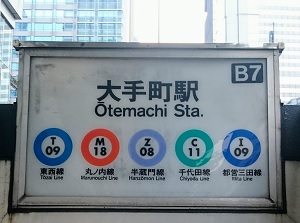 B7
大手町駅
Ōtemachi Sta.
T 09 M 18 Z 08 C 11 I 09
東西線 丸ノ内線 半蔵門線 千代田線 都営三田線
Tōzai Line Marunouchi Line Hanzōmon Line Chiyoda Line Mita Line